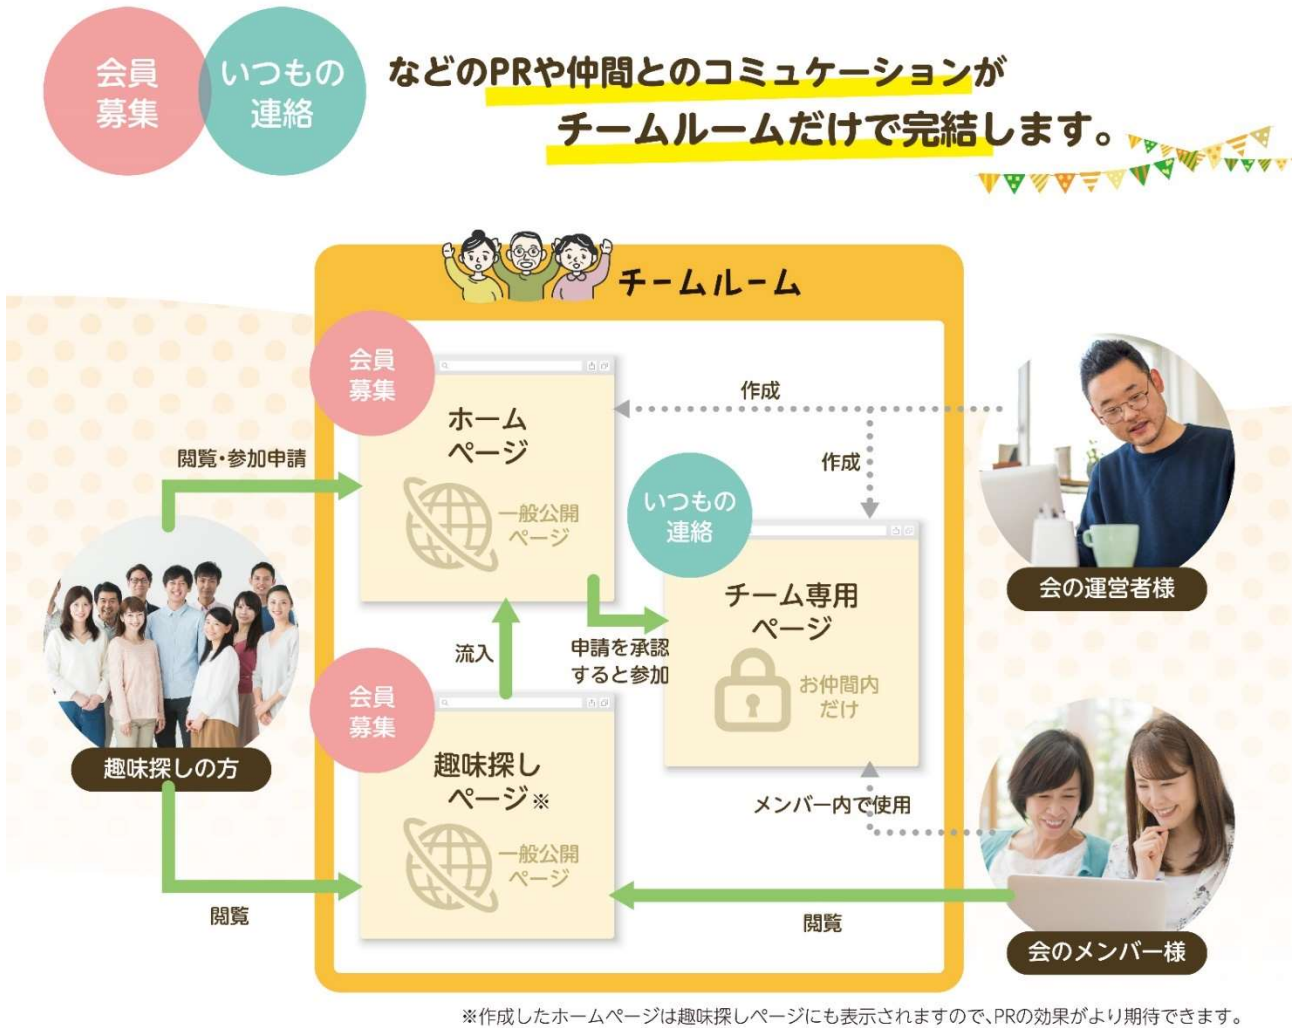 会員
募集
いつもの
連絡
などのPRや仲間とのコミュケーションが
チームルームだけで完結します。
チームルーム
会員
募集
ホーム
ページ
一般公開
ページ
閲覧・参加申請
作成
作成
いつもの
連絡
チーム専用
ページ
お仲間内
だけ
会の運営者様
流入
申請を承認
すると参加
趣味探しの方
会員
募集
趣味探し
ページ※
一般公開
ページ
メンバー内で使用
閲覧
閲覧
会のメンバー様
※作成したホームページは趣味探しページにも表示されますので、PRの効果がより期待できます。